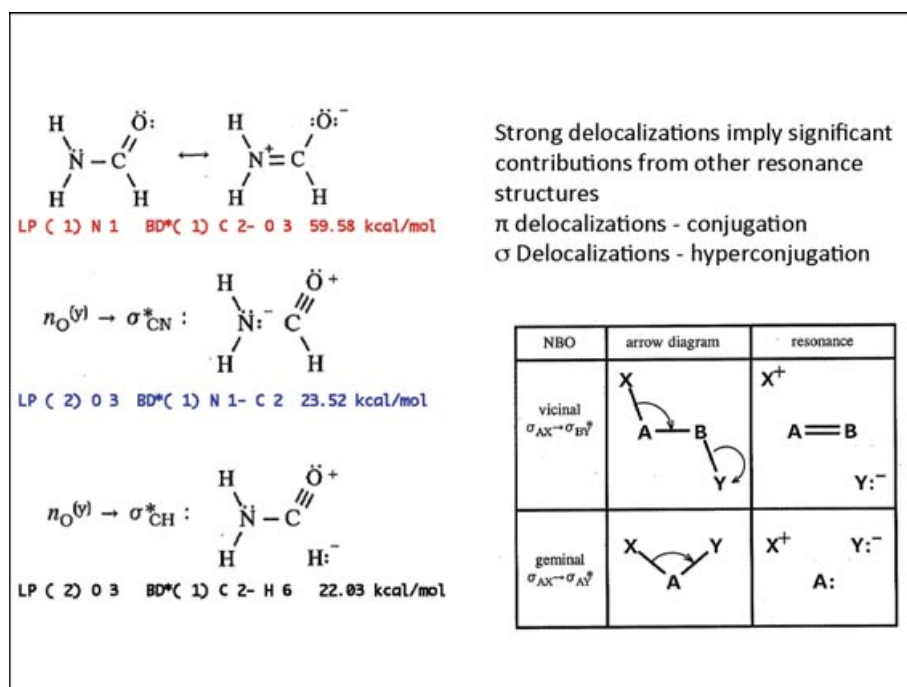 H Ö: H :Ö:⁻
N̈ — C ↔ N⁺ = C
H H H H
LP ( 1) N 1 BD*( 1) C 2- O 3 59.58 kcal/mol
H Ö +
n_O^(y) → σ*_CN : N̈:⁻ C
H H
LP ( 2) O 3 BD*( 1) N 1- C 2 23.52 kcal/mol
H Ö +
n_O^(y) → σ*_CH : N̈ — C
H H:⁻
LP ( 2) O 3 BD*( 1) C 2- H 6 22.03 kcal/mol
Strong delocalizations imply significant
contributions from other resonance
structures
π delocalizations - conjugation
σ Delocalizations - hyperconjugation
NBO arrow diagram resonance
vicinal
σ_AX→σ_BY*
X
A B
Y
X⁺
A B
Y:⁻
geminal
σ_AX→σ_AY*
X Y
A
X⁺ Y:⁻
A: